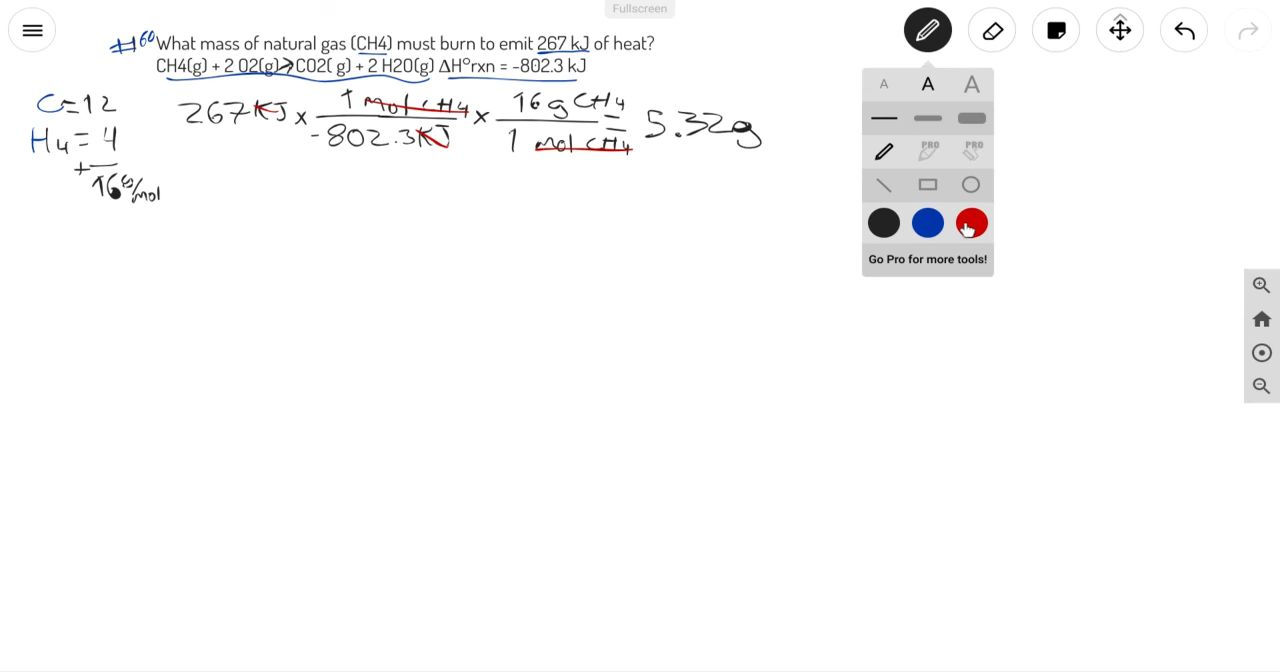 Fullscreen
#60 What mass of natural gas (CH4) must burn to emit 267 kJ of heat?
CH4(g) + 2 O2(g)→CO2( g) + 2 H2O(g) ΔH°rxn = -802.3 kJ
C=12
H4 = 4
+
16 g/mol
267 KJ x 1 mol CH4 / -802.3 KJ x 16 g CH4 / 1 mol CH4 = 5.32g
A A A
PRO PRO
Go Pro for more tools!